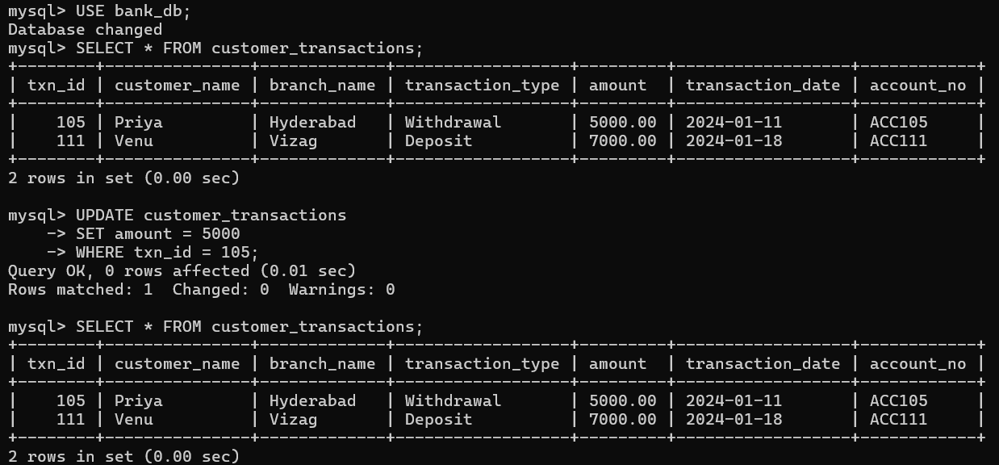 mysql> USE bank_db;
Database changed
mysql> SELECT * FROM customer_transactions;
+--------+---------------+-------------+------------------+---------+------------------+------------+
| txn_id | customer_name | branch_name | transaction_type | amount  | transaction_date | account_no |
+--------+---------------+-------------+------------------+---------+------------------+------------+
|    105 | Priya         | Hyderabad   | Withdrawal       | 5000.00 | 2024-01-11       | ACC105     |
|    111 | Venu          | Vizag       | Deposit          | 7000.00 | 2024-01-18       | ACC111     |
+--------+---------------+-------------+------------------+---------+------------------+------------+
2 rows in set (0.00 sec)

mysql> UPDATE customer_transactions
    -> SET amount = 5000
    -> WHERE txn_id = 105;
Query OK, 0 rows affected (0.01 sec)
Rows matched: 1  Changed: 0  Warnings: 0

mysql> SELECT * FROM customer_transactions;
+--------+---------------+-------------+------------------+---------+------------------+------------+
| txn_id | customer_name | branch_name | transaction_type | amount  | transaction_date | account_no |
+--------+---------------+-------------+------------------+---------+------------------+------------+
|    105 | Priya         | Hyderabad   | Withdrawal       | 5000.00 | 2024-01-11       | ACC105     |
|    111 | Venu          | Vizag       | Deposit          | 7000.00 | 2024-01-18       | ACC111     |
+--------+---------------+-------------+------------------+---------+------------------+------------+
2 rows in set (0.00 sec)